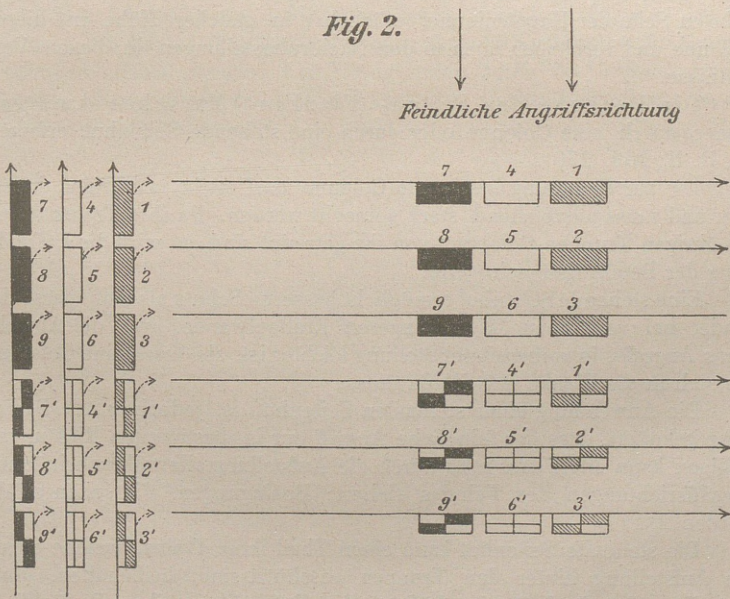 Fig. 2.
Feindliche Angriffsrichtung
7 4 1 7 4 1
8 5 2 8 5 2
9 6 3 9 6 3
7' 4' 1' 7' 4' 1'
8' 5' 2' 8' 5' 2'
9' 6' 3' 9' 6' 3'